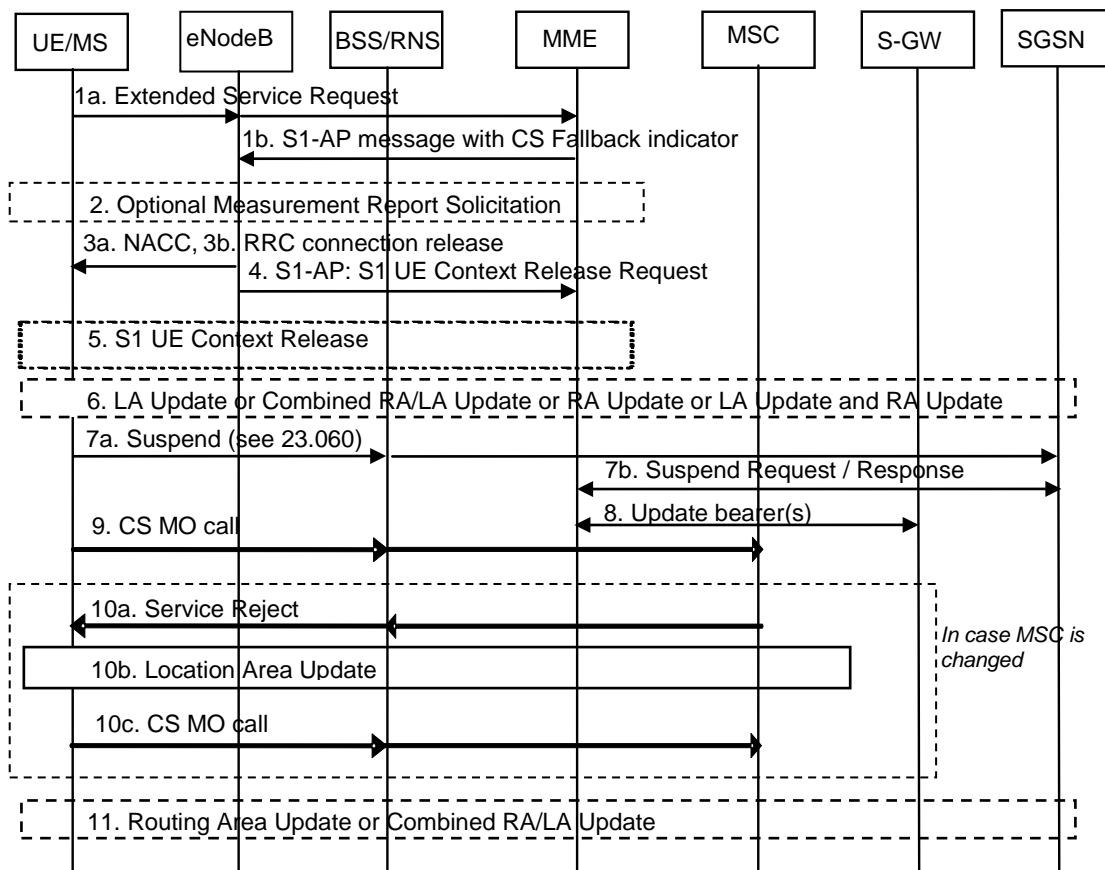 UE/MS
eNodeB
BSS/RNS
MME
MSC
S-GW
SGSN
1a. Extended Service Request
1b. S1-AP message with CS Fallback indicator
2. Optional Measurement Report Solicitation
3a. NACC, 3b. RRC connection release
4. S1-AP: S1 UE Context Release Request
5. S1 UE Context Release
6. LA Update or Combined RA/LA Update or RA Update or LA Update and RA Update
7a. Suspend (see 23.060)
7b. Suspend Request / Response
8. Update bearer(s)
9. CS MO call
10a. Service Reject
In case MSC is
changed
10b. Location Area Update
10c. CS MO call
11. Routing Area Update or Combined RA/LA Update